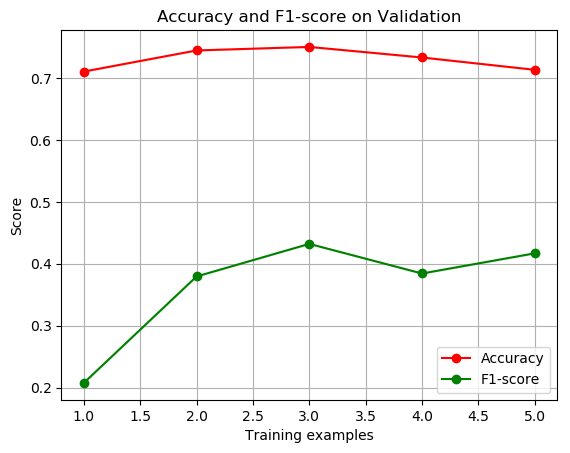 Accuracy and F1-score on Validation
0.7
0.6
0.5
0.4
0.3
0.2
Score
1.0 1.5 2.0 2.5 3.0 3.5 4.0 4.5 5.0
Training examples
Accuracy
F1-score